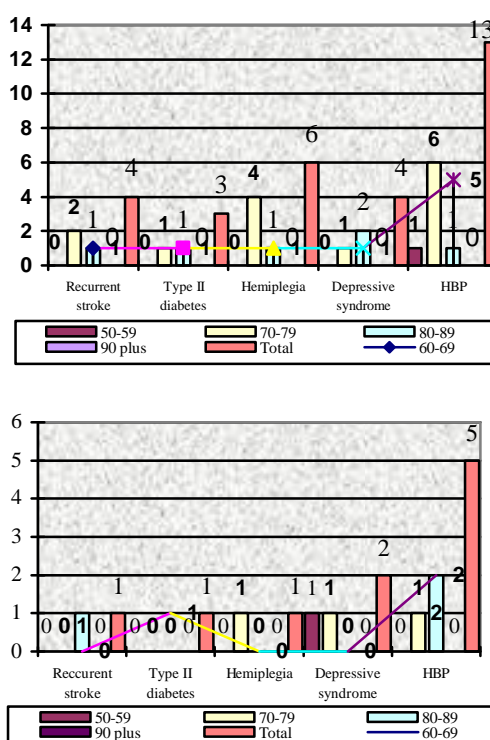 14
12
10
8
6
4
2
0
0 2 1 0 4
0 1 1 0 3
0 4 1 0 6
0 1 2 0 4
1 6 5 1 0 13
Recurrent stroke
Type II diabetes
Hemiplegia
Depressive syndrome
HBP
50-59 70-79 80-89
90 plus Total 60-69
6
5
4
3
2
1
0
0 0 1 0 0 1
0 0 0 1 0 1
0 1 0 0 0 1
1 1 0 0 0 2
0 1 2 2 0 5
Reccurent stroke
Type II diabetes
Hemiplegia
Depressive syndrome
HBP
50-59 70-79 80-89
90 plus Total 60-69